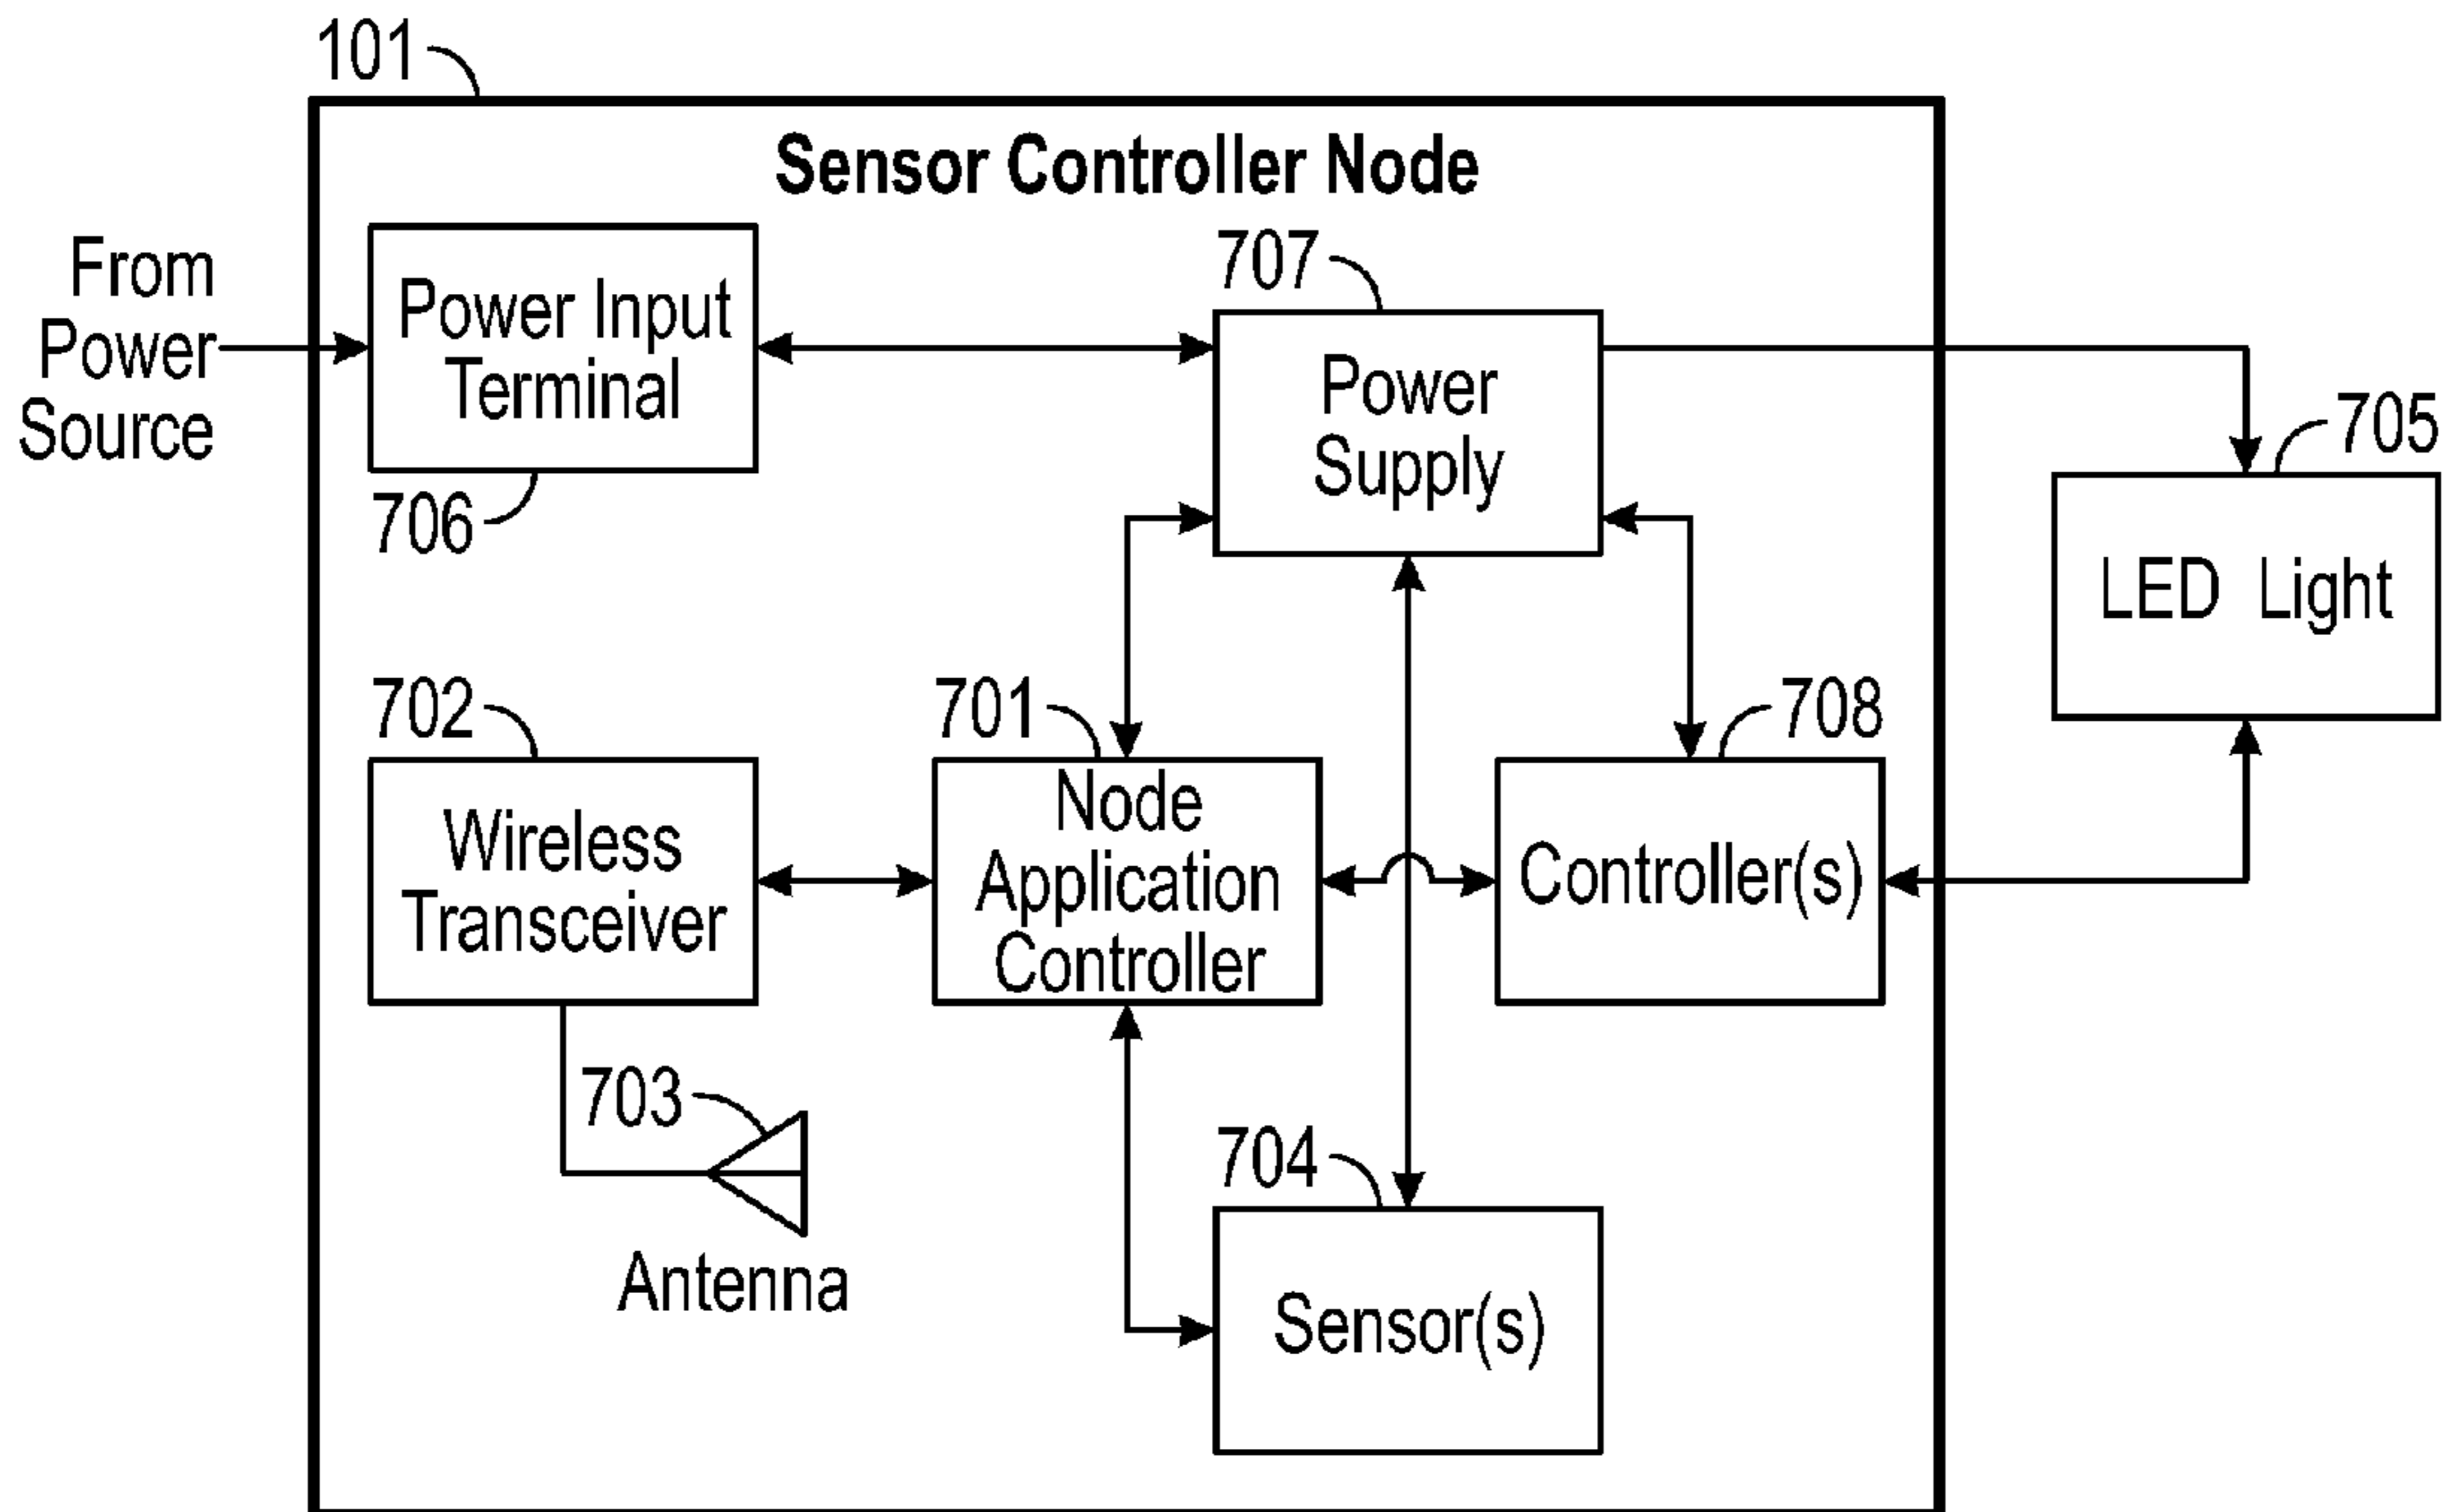 101
Sensor Controller Node
From
Power
Source
Power Input
Terminal
706
707
Power
Supply
705
LED Light
702
Wireless
Transceiver
701
Node
Application
Controller
708
Controller(s)
703
Antenna
704
Sensor(s)